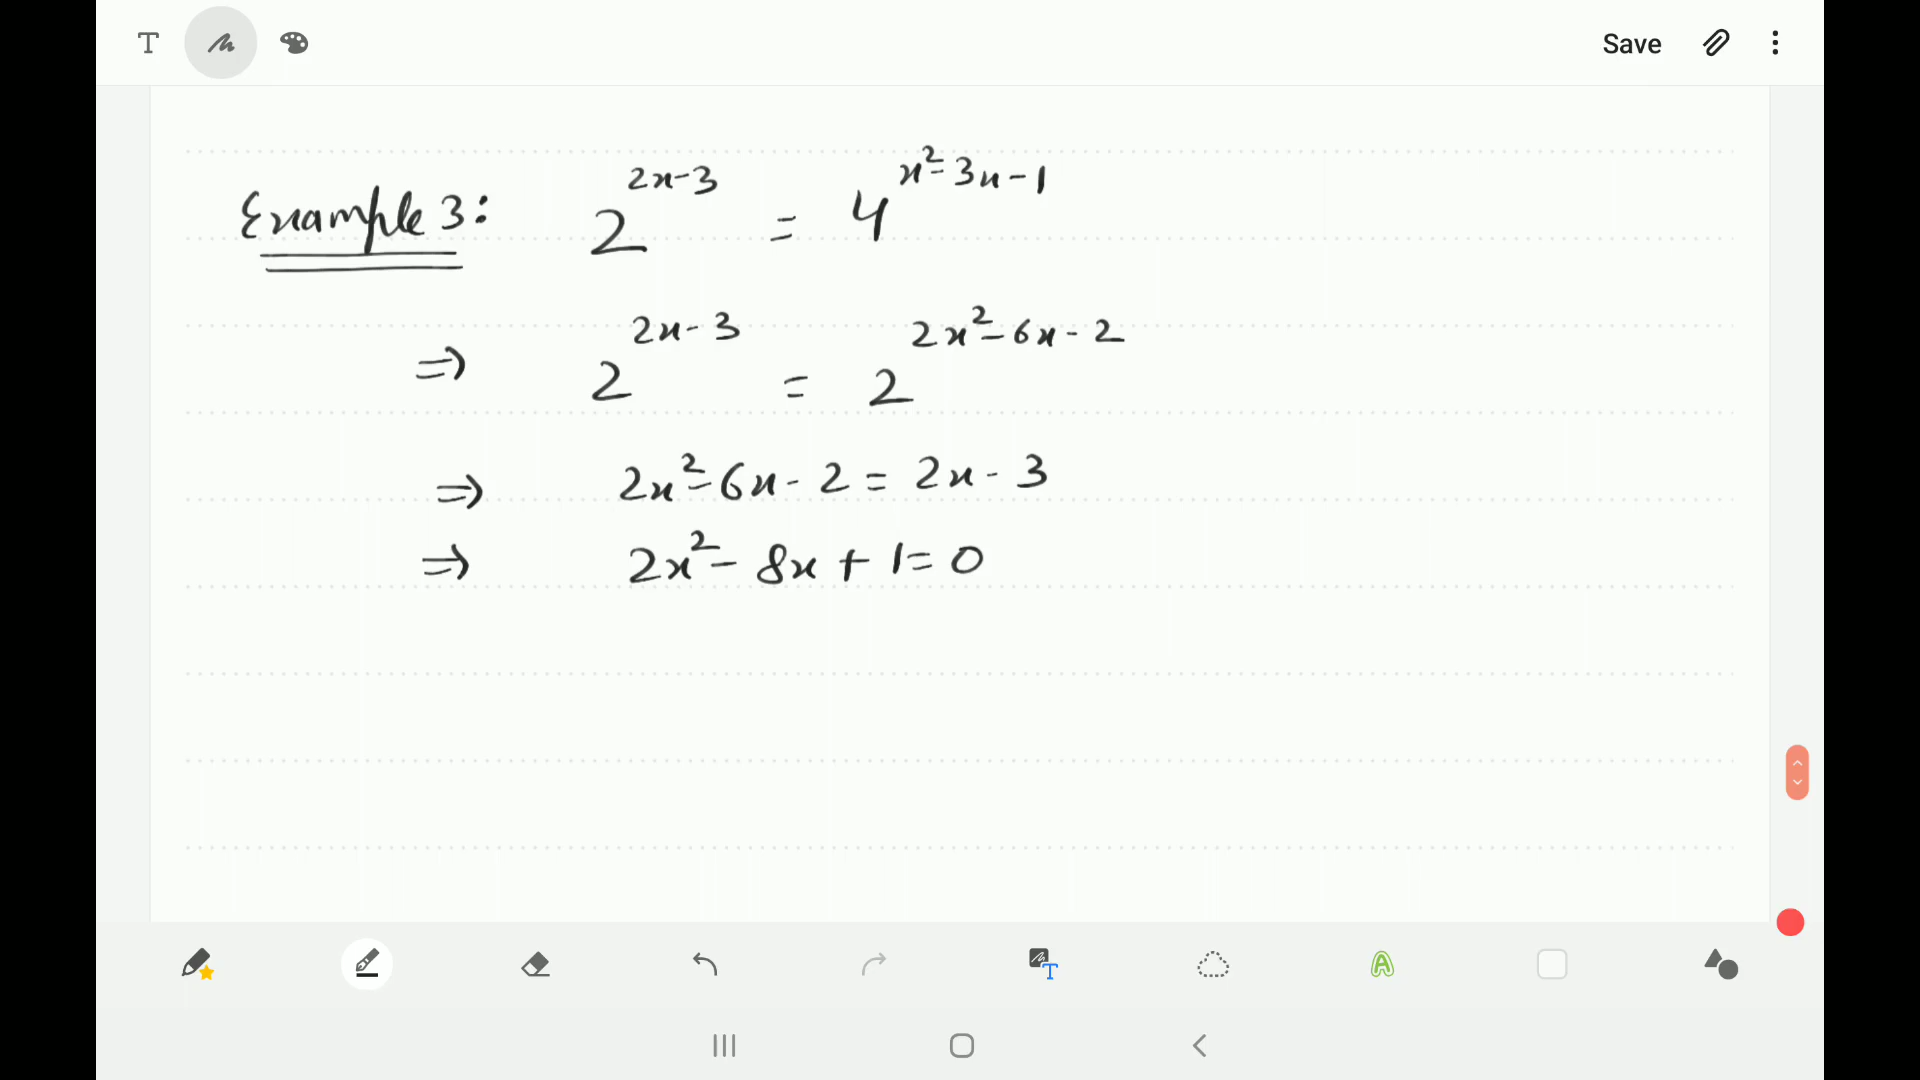 Save
Example 3: 2^{2x-3} = 4^{x²-3x-1}
⇒ 2^{2x-3} = 2^{2x²-6x-2}
⇒ 2x²-6x-2 = 2x-3
⇒ 2x²-8x+1=0